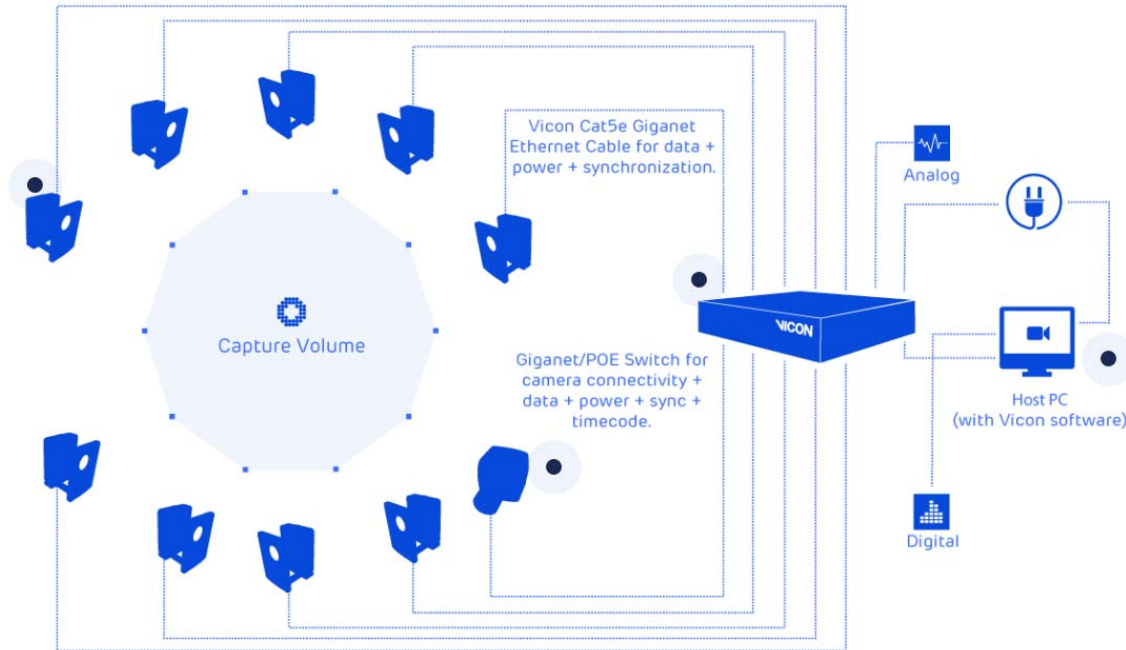 Vicon Cat5e Giganet
Ethernet Cable for data +
power + synchronization.
Analog
VICON
Capture Volume
Giganet/POE Switch for
camera connectivity +
data + power + sync +
timecode.
Host PC
(with Vicon software)
Digital